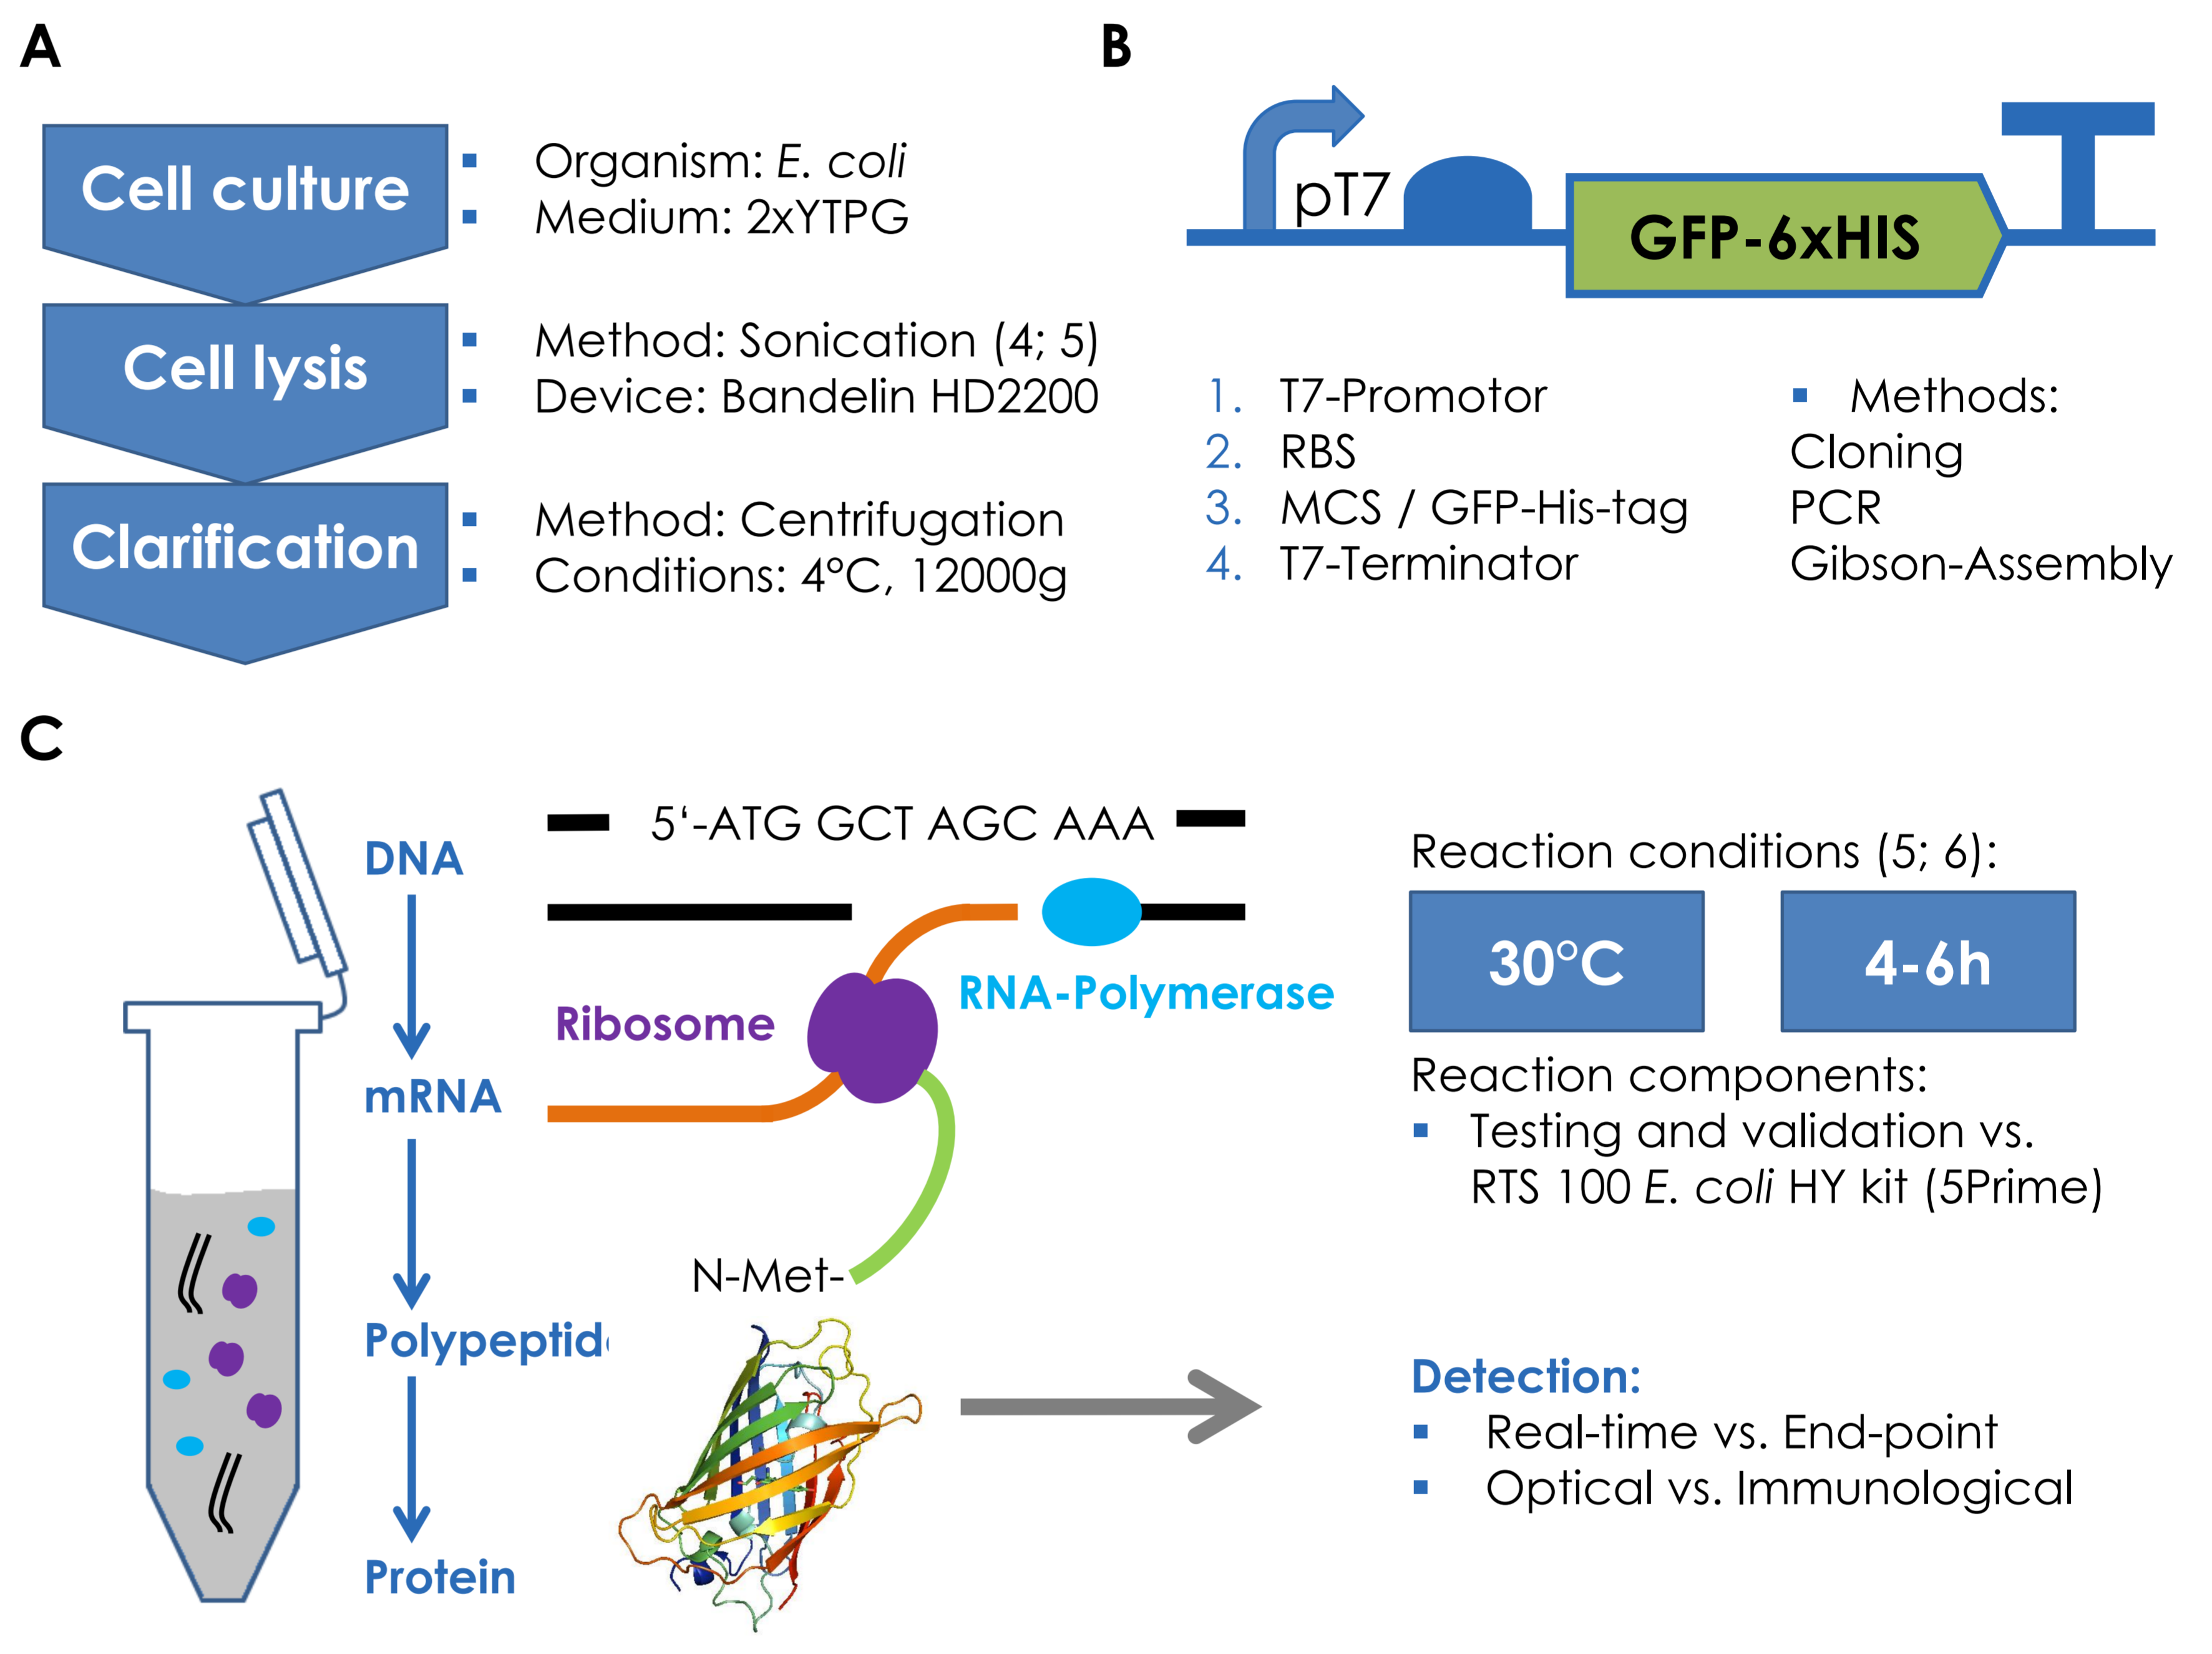 A
Cell culture
Organism: E. coli
Medium: 2xYTPG
Cell lysis
Method: Sonication (4; 5)
Device: Bandelin HD2200
Clarification
Method: Centrifugation
Conditions: 4°C, 12000g
B
pT7
GFP-6xHIS
1. T7-Promotor
2. RBS
3. MCS / GFP-His-tag
4. T7-Terminator
Methods:
Cloning
PCR
Gibson-Assembly
C
DNA
mRNA
Polypeptid
Protein
5‘-ATG GCT AGC AAA
RNA-Polymerase
Ribosome
N-Met-
Reaction conditions (5; 6):
30°C
4-6h
Reaction components:
Testing and validation vs.
RTS 100 E. coli HY kit (5Prime)
Detection:
Real-time vs. End-point
Optical vs. Immunological